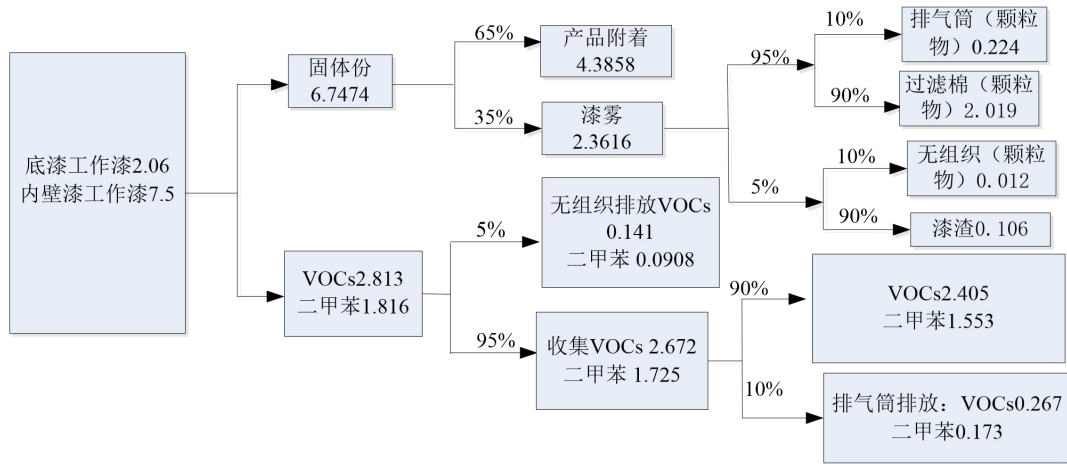 底漆工作漆2.06
内壁漆工作漆7.5
固体份
6.7474
65%
产品附着
4.3858
35%
漆雾
2.3616
95%
10%
排气筒（颗粒
物）0.224
90%
过滤棉（颗粒
物）2.019
5%
10%
无组织（颗粒
物）0.012
90%
漆渣0.106
VOCs2.813
二甲苯1.816
5%
无组织排放VOCs
0.141
二甲苯 0.0908
95%
收集VOCs 2.672
二甲苯 1.725
90%
VOCs2.405
二甲苯1.553
10%
排气筒排放：VOCs0.267
二甲苯0.173